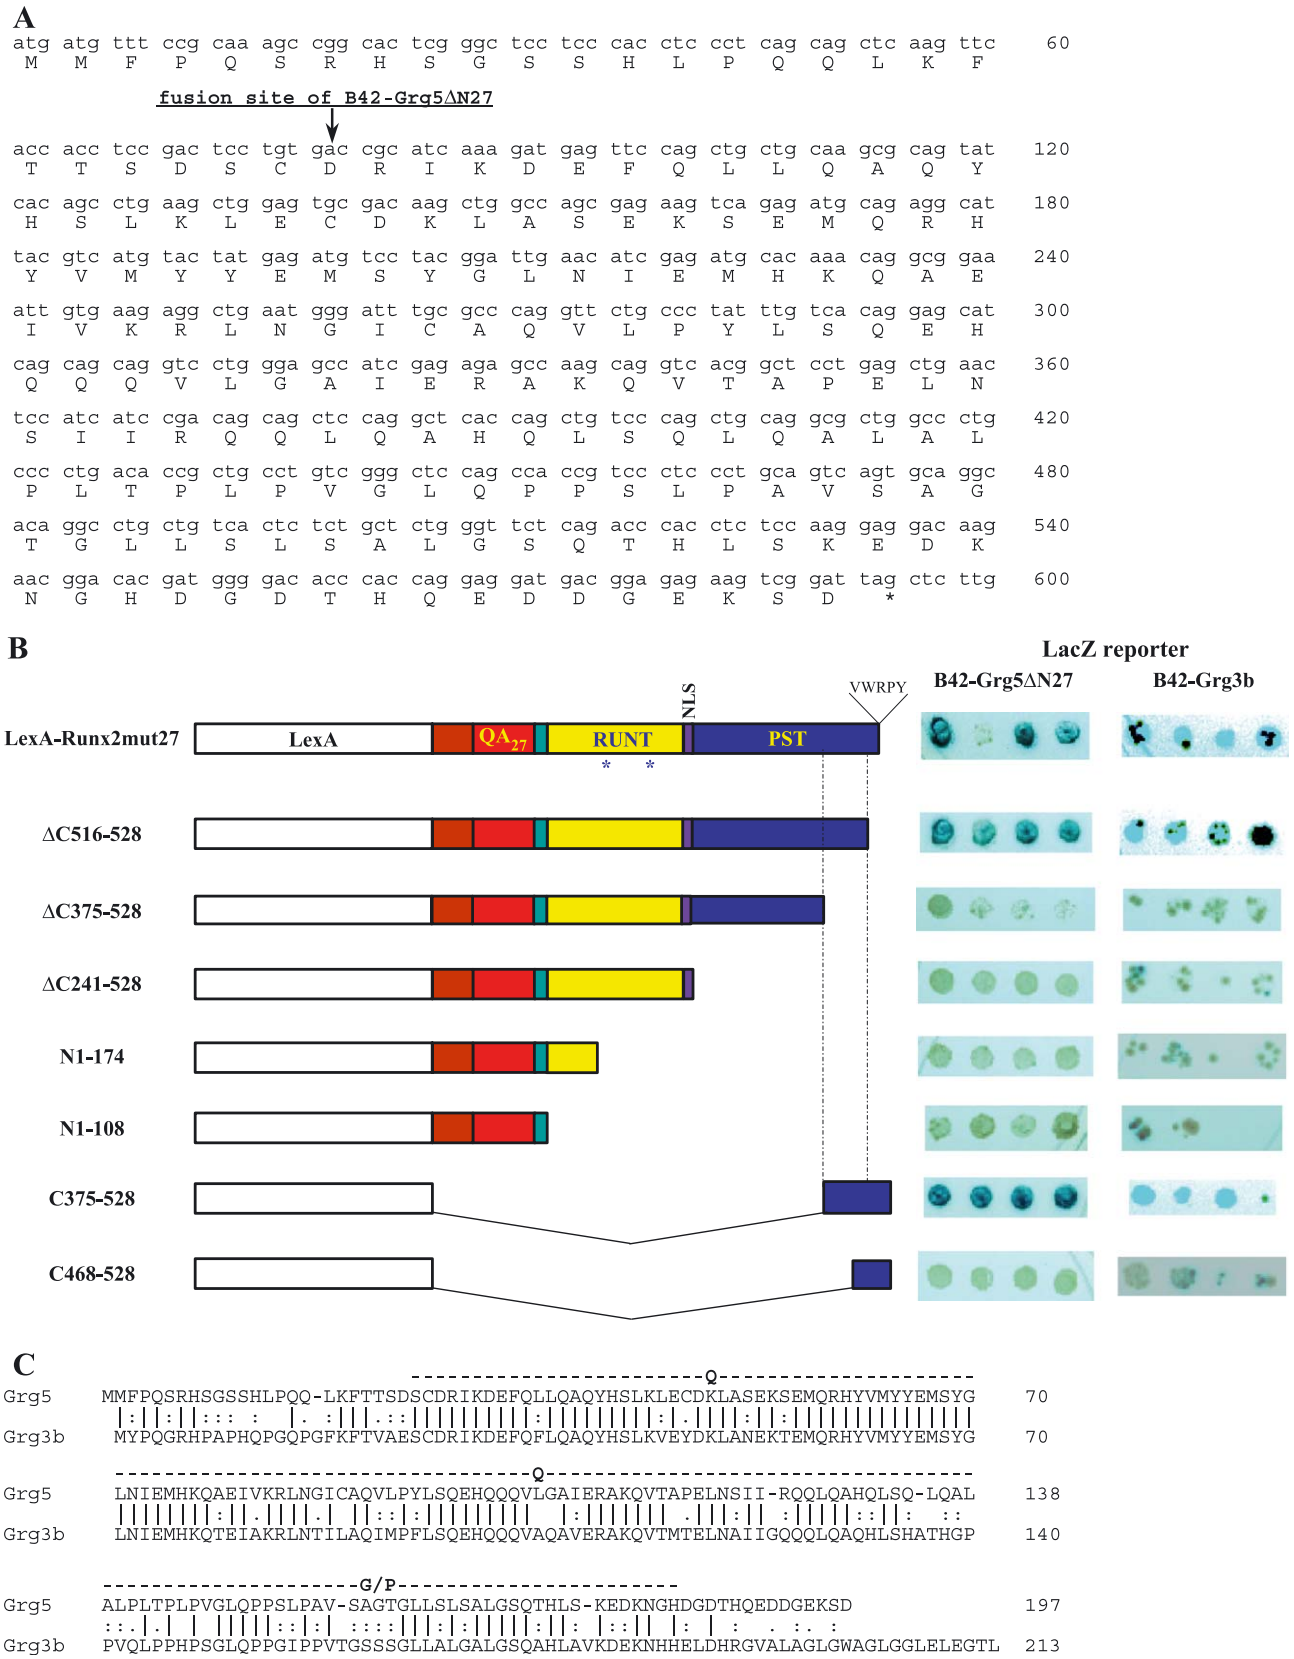 A
atg atg ttt ccg caa agc cgg cac tcg ggc tcc tcc cac ctc cct cag cag ctc aag ttc 60
M M F P Q S R H S G S S H L P Q Q L K F
fusion site of B42-Grg5ΔN27
acc acc tcc gac tcc tgt gac cgc atc aaa gat gag ttc cag ctg ctg caa gcg cag tat 120
T T S D S C D R I K D E F Q L L Q A Q Y
cac agc ctg aag ctg gag tgc gac aag ctg gcc agc gag aag tca gag atg cag agg cat 180
H S L K L E C D K L A S E K S E M Q R H
tac gtc atg tac tat gag atg tcc tac gga ttg aac atc gag atg cac aaa cag gcg gaa 240
Y V M Y Y E M S Y G L N I E M H K Q A E
att gtg aag agg ctg aat ggg att tgc gcc cag gtt ctg ccc tat ttg tca cag gag cat 300
I V K R L N G I C A Q V L P Y L S Q E H
cag cag cag gtc ctg gga gcc atc gag aga gcc aag cag gtc acg gct cct gag ctg aac 360
Q Q Q V L G A I E R A K Q V T A P E L N
tcc atc atc cga cag cag ctc cag gct cac cag ctg tcc cag ctg cag gcg ctg gcc ctg 420
S I I R Q Q L Q A H Q L S Q L Q A L A L
ccc ctg aca ccg ctg cct gtc ggg ctc cag cca ccg tcc ctc cct gca gtc agt gca ggc 480
P L T P L P V G L Q P P S L P A V S A G
aca ggc ctg ctg tca ctc tct gct ctg ggt tct cag acc cac ctc tcc aag gag gac aag 540
T G L L S L S A L G S Q T H L S K E D K
aac gga cac gat ggg gac acc cac cag gag gat gac gga gag aag tcg gat tag ctc ttg 600
N G H D G D T H Q E D D G E K S D *
B
LacZ reporter
B42-Grg5ΔN27 B42-Grg3b
VWRPY
NLS
LexA-Runx2mut27 LexA QA27 RUNT PST
* *
ΔC516-528
ΔC375-528
ΔC241-528
N1-174
N1-108
C375-528
C468-528
C
Q
Grg5 MMFPQSRHSGSSHLPQQ-LKFTTSDSCDRIKDEFQLLQAQYHSLKLECDKLASEKSEMQRHYVMYYEMSYG 70
Grg3b MYPQGRHPAPHQPGQPGFKFTVAESCDRIKDEFQFLQAQYHSLKVEYDKLANEKTEMQRHYVMYYEMSYG 70
Q
Grg5 LNIEMHKQAEIVKRLNGICAQVLPYLSQEHQQQVLGAIERAKQVTAPELNSII-RQQLQAHQLSQ-LQAL 138
Grg3b LNIEMHKQTEIAKRLNTILAQIMPFLSQEHQQQVAQAVERAKQVTMTELNAIIGQQQLQAQHLSHATHGP 140
G/P
Grg5 ALPLTPLPVGLQPPSLPAV-SAGTGLLSLSALGSQTHLS-KEDKNGHDGDTHQEDDGEKSD 197
Grg3b PVQLPPHPSGLQPPGIPPVTGSSSGLLALGALGSQAHLAVKDEKNHHELDHRGVALAGLGWAGLGGLELEGTL 213